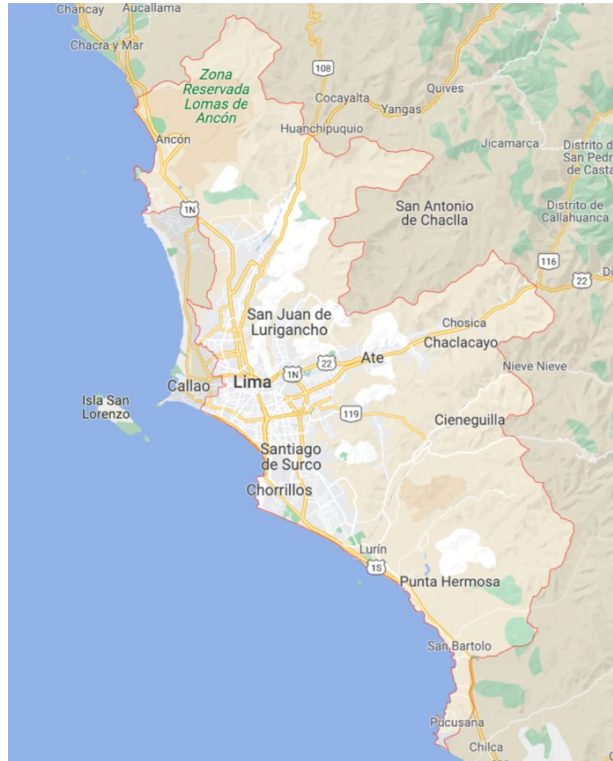 Chancay
Aucallama
Chacra y Mar
Zona
Reservada
Lomas de
Ancón
108
Quives
Cocayalta
Yangas
Huanchipuquio
Ancón
Jicamarca
Distrito d
San Pedr
de Casta
San Antonio
de Chaclla
Distrito de
Callahuanca
1N
116
22
Di
Chosica
San Juan de
Lurigancho
Chaclacayo
Ate
22
Nieve Nieve
1N
Lima
Callao
Isla San
Lorenzo
119
Cieneguilla
Santiago
de Surco
Chorrillos
Lurín
1S
Punta Hermosa
San Bartolo
Pucusana
Chilca